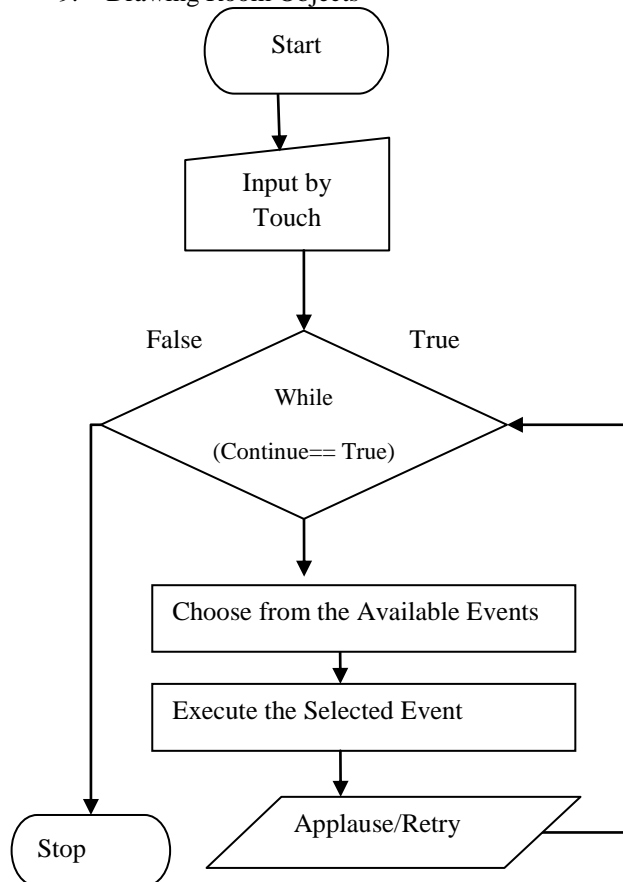 9. Drawing Room Objects
Start
Input by
Touch
False
True
While
(Continue== True)
Choose from the Available Events
Execute the Selected Event
Applause/Retry
Stop